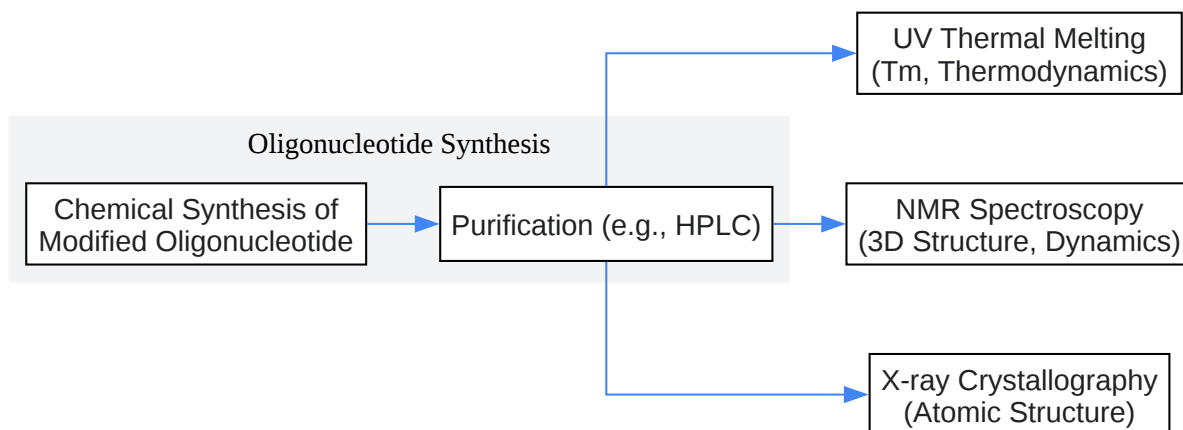 UV Thermal Melting
(Tm, Thermodynamics)
Oligonucleotide Synthesis
Chemical Synthesis of
Modified Oligonucleotide
Purification (e.g., HPLC)
NMR Spectroscopy
(3D Structure, Dynamics)
X-ray Crystallography
(Atomic Structure)